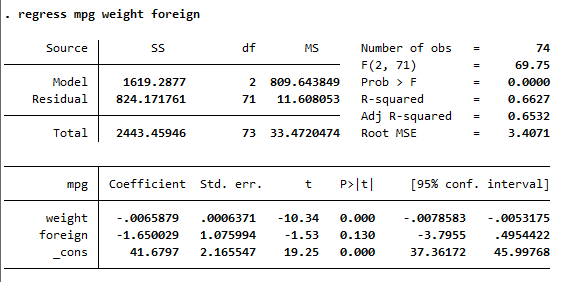 . regress mpg weight foreign
Source SS df MS Number of obs = 74
F(2, 71) = 69.75
Model 1619.2877 2 809.643849 Prob > F = 0.0000
Residual 824.171761 71 11.608053 R-squared = 0.6627
Adj R-squared = 0.6532
Total 2443.45946 73 33.4720474 Root MSE = 3.4071
mpg Coefficient Std. err. t P>|t| [95% conf. interval]
weight -.0065879 .0006371 -10.34 0.000 -.0078583 -.0053175
foreign -1.650029 1.075994 -1.53 0.130 -3.7955 .4954422
_cons 41.6797 2.165547 19.25 0.000 37.36172 45.99768